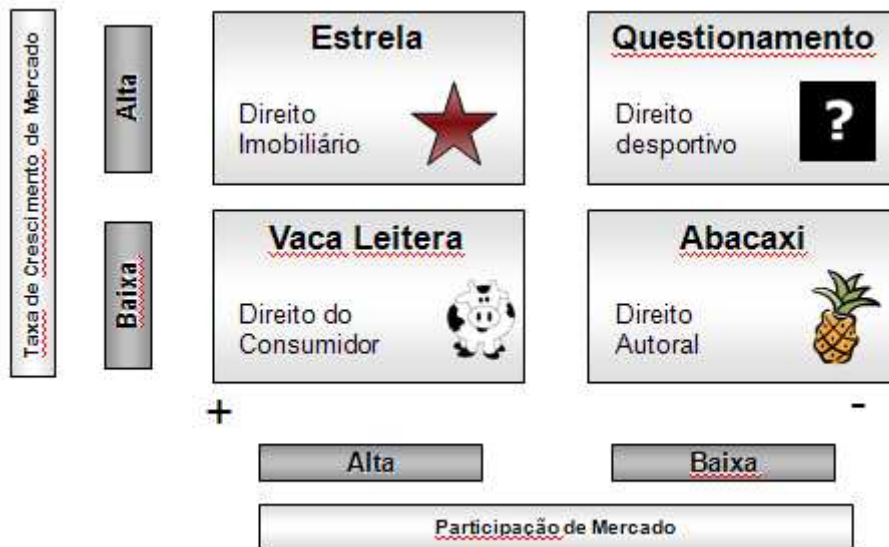 Taxa de Crescimento de Mercado
Alta
Estrela
Direito
Imobiliário
Questionamento
Direito
desportivo
?
Baixa
Vaca Leitera
Direito do
Consumidor
Abacaxi
Direito
Autoral
+
-
Alta
Baixa
Participação de Mercado